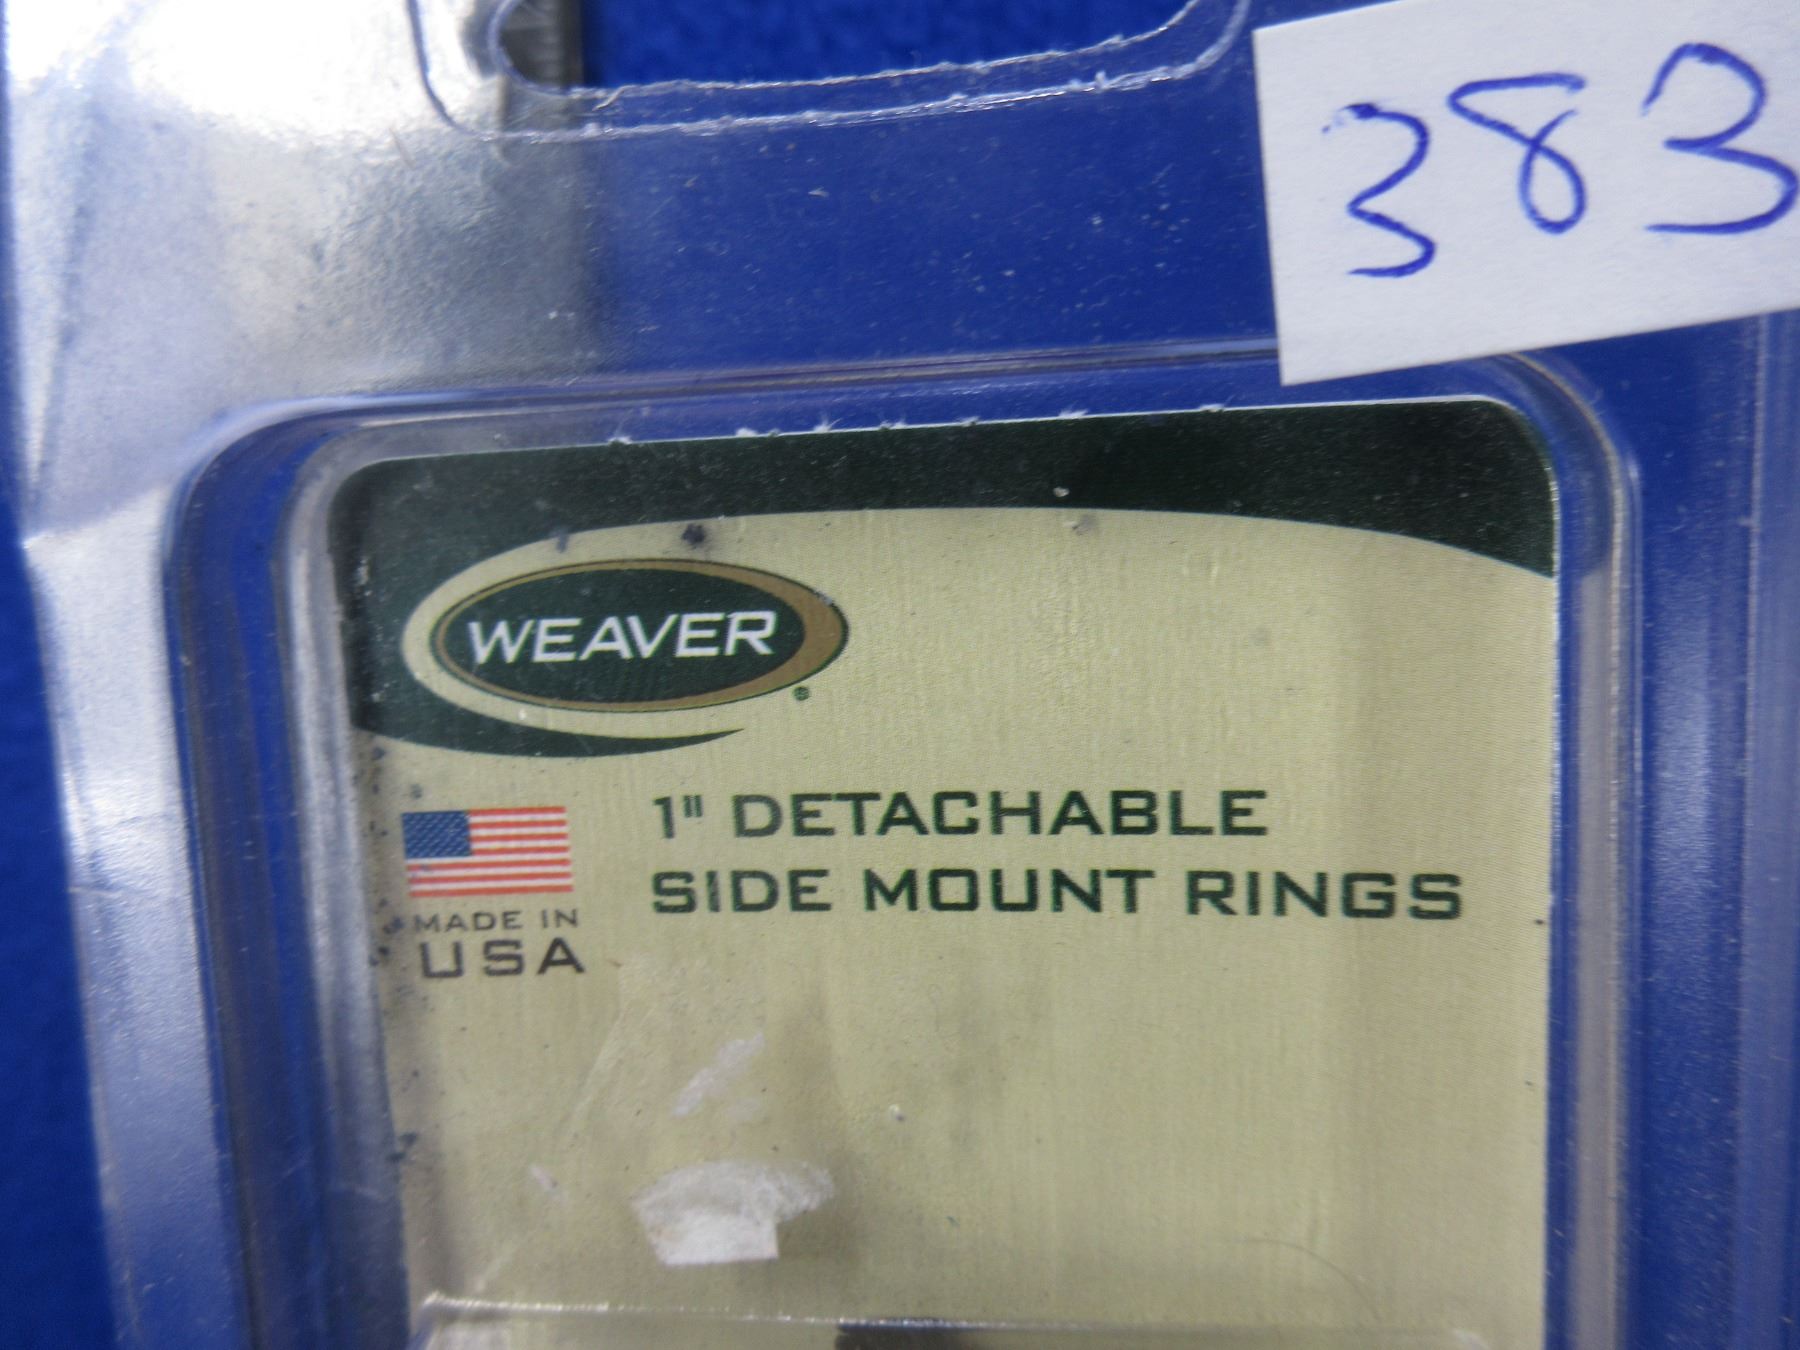 383
WEAVER®
1" DETACHABLE
SIDE MOUNT RINGS
MADE IN
USA